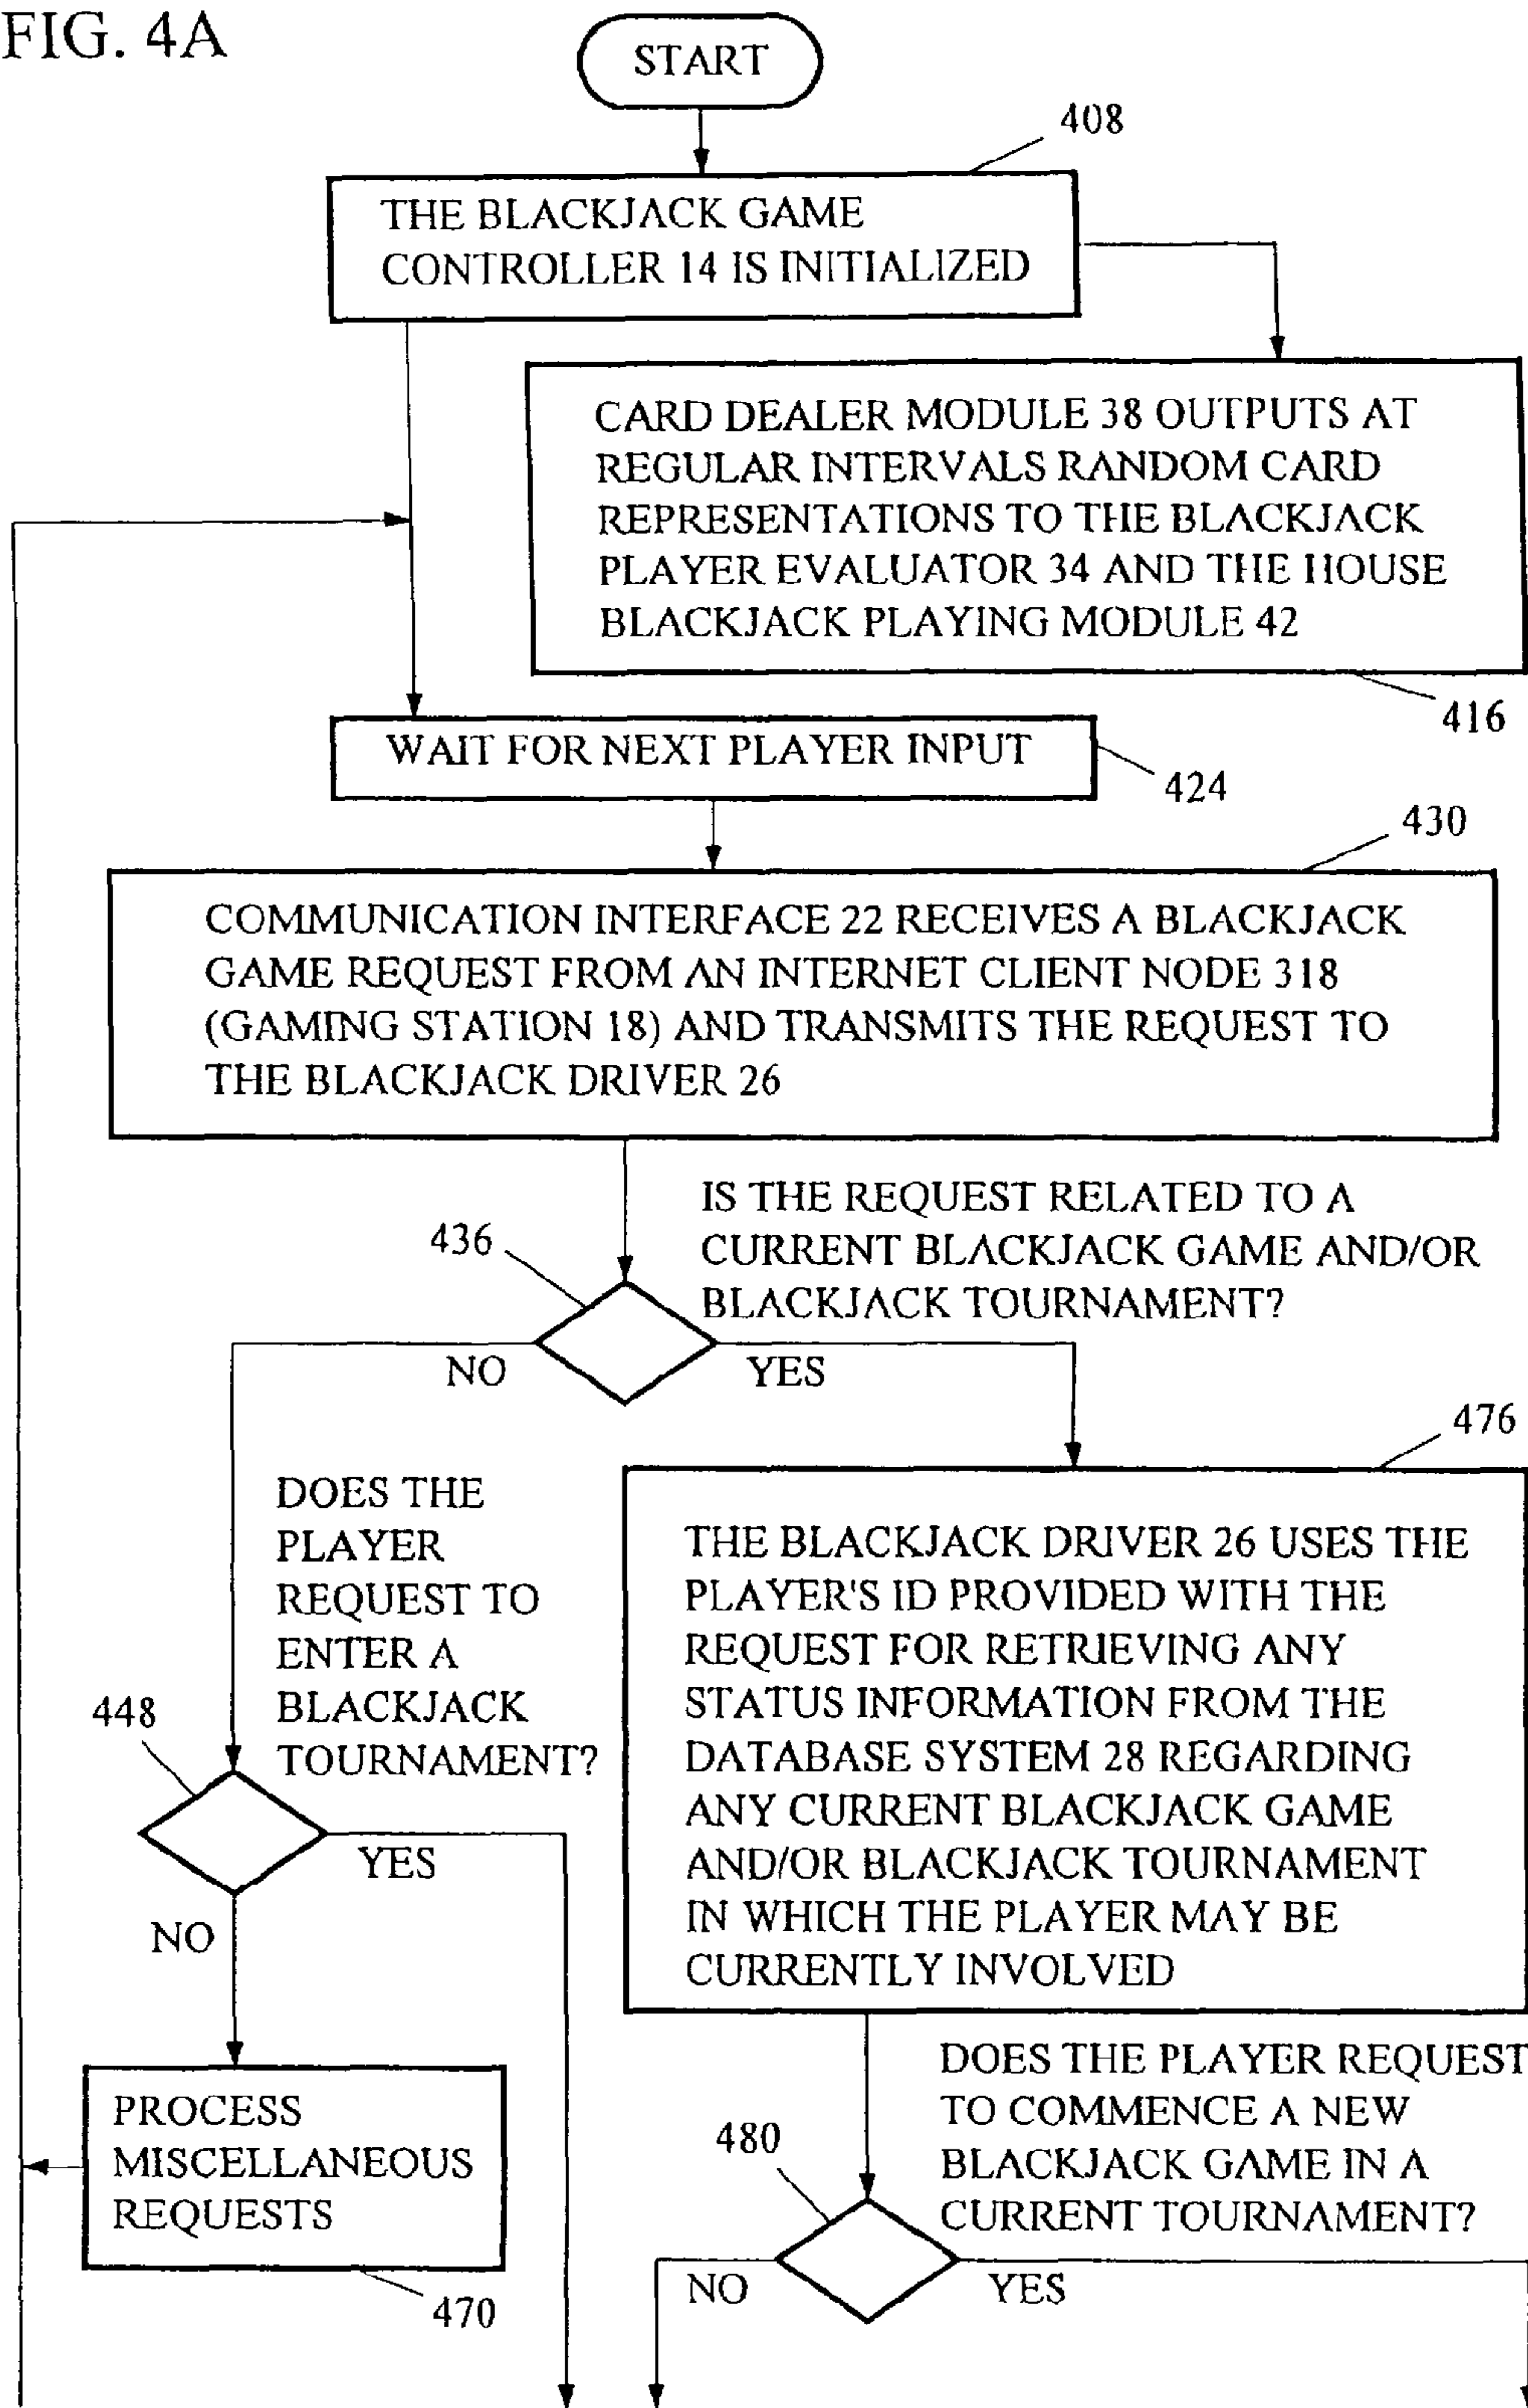 FIG. 4A
START
408
THE BLACKJACK GAME
CONTROLLER 14 IS INITIALIZED
CARD DEALER MODULE 38 OUTPUTS AT
REGULAR INTERVALS RANDOM CARD
REPRESENTATIONS TO THE BLACKJACK
PLAYER EVALUATOR 34 AND THE HOUSE
BLACKJACK PLAYING MODULE 42
416
WAIT FOR NEXT PLAYER INPUT
424
430
COMMUNICATION INTERFACE 22 RECEIVES A BLACKJACK
GAME REQUEST FROM AN INTERNET CLIENT NODE 318
(GAMING STATION 18) AND TRANSMITS THE REQUEST TO
THE BLACKJACK DRIVER 26
IS THE REQUEST RELATED TO A
CURRENT BLACKJACK GAME AND/OR
BLACKJACK TOURNAMENT?
436
NO
YES
476
DOES THE
PLAYER
REQUEST TO
ENTER A
BLACKJACK
TOURNAMENT?
448
YES
NO
THE BLACKJACK DRIVER 26 USES THE
PLAYER'S ID PROVIDED WITH THE
REQUEST FOR RETRIEVING ANY
STATUS INFORMATION FROM THE
DATABASE SYSTEM 28 REGARDING
ANY CURRENT BLACKJACK GAME
AND/OR BLACKJACK TOURNAMENT
IN WHICH THE PLAYER MAY BE
CURRENTLY INVOLVED
PROCESS
MISCELLANEOUS
REQUESTS
470
DOES THE PLAYER REQUEST
TO COMMENCE A NEW
BLACKJACK GAME IN A
CURRENT TOURNAMENT?
480
NO
YES